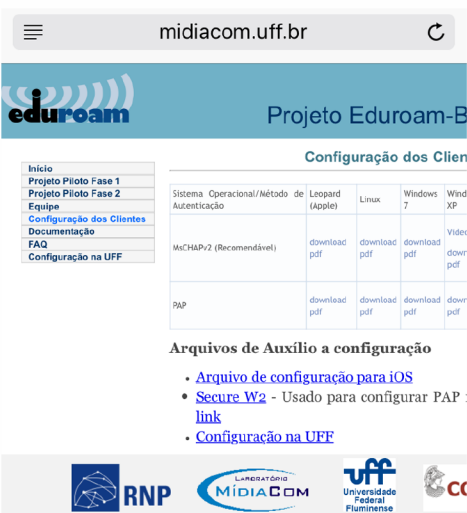 midiacom.uff.br
eduroam
Projeto Eduroam-B
Configuração dos Clien
Início
Projeto Piloto Fase 1
Projeto Piloto Fase 2
Equipe
Configuração dos Clientes
Documentação
FAQ
Configuração na UFF
Sistema Operacional/Método de Autenticação Leopard (Apple) Linux Windows 7 Wind XP
MsCHAPv2 (Recomendável) download pdf download pdf download pdf Video down pdf
PAP download pdf download pdf download pdf down pdf
Arquivos de Auxílio a configuração
Arquivo de configuração para iOS
Secure W2 - Usado para configurar PAP
link
Configuração na UFF
RNP
LABORATÓRIO
MÍDIACOM
uff
Universidade
Federal
Fluminense
CO